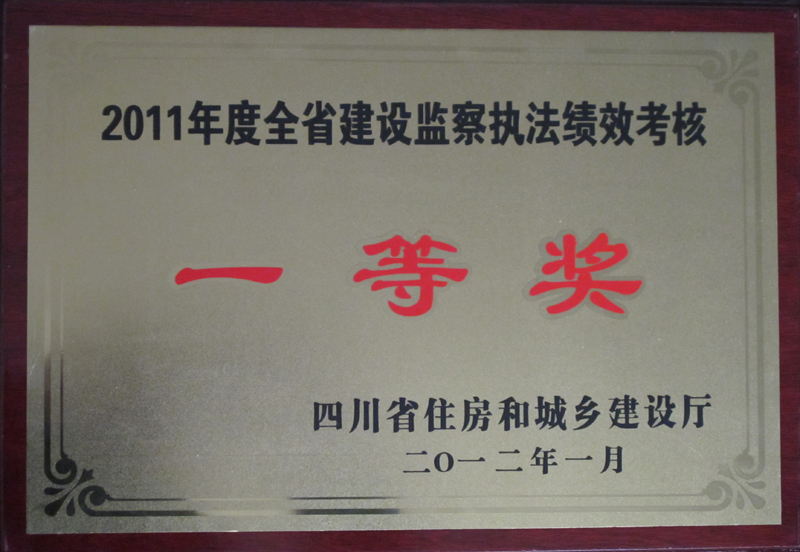 2011年度全省建设监察执法绩效考核
一等奖
四川省住房和城乡建设厅
二O一二年一月